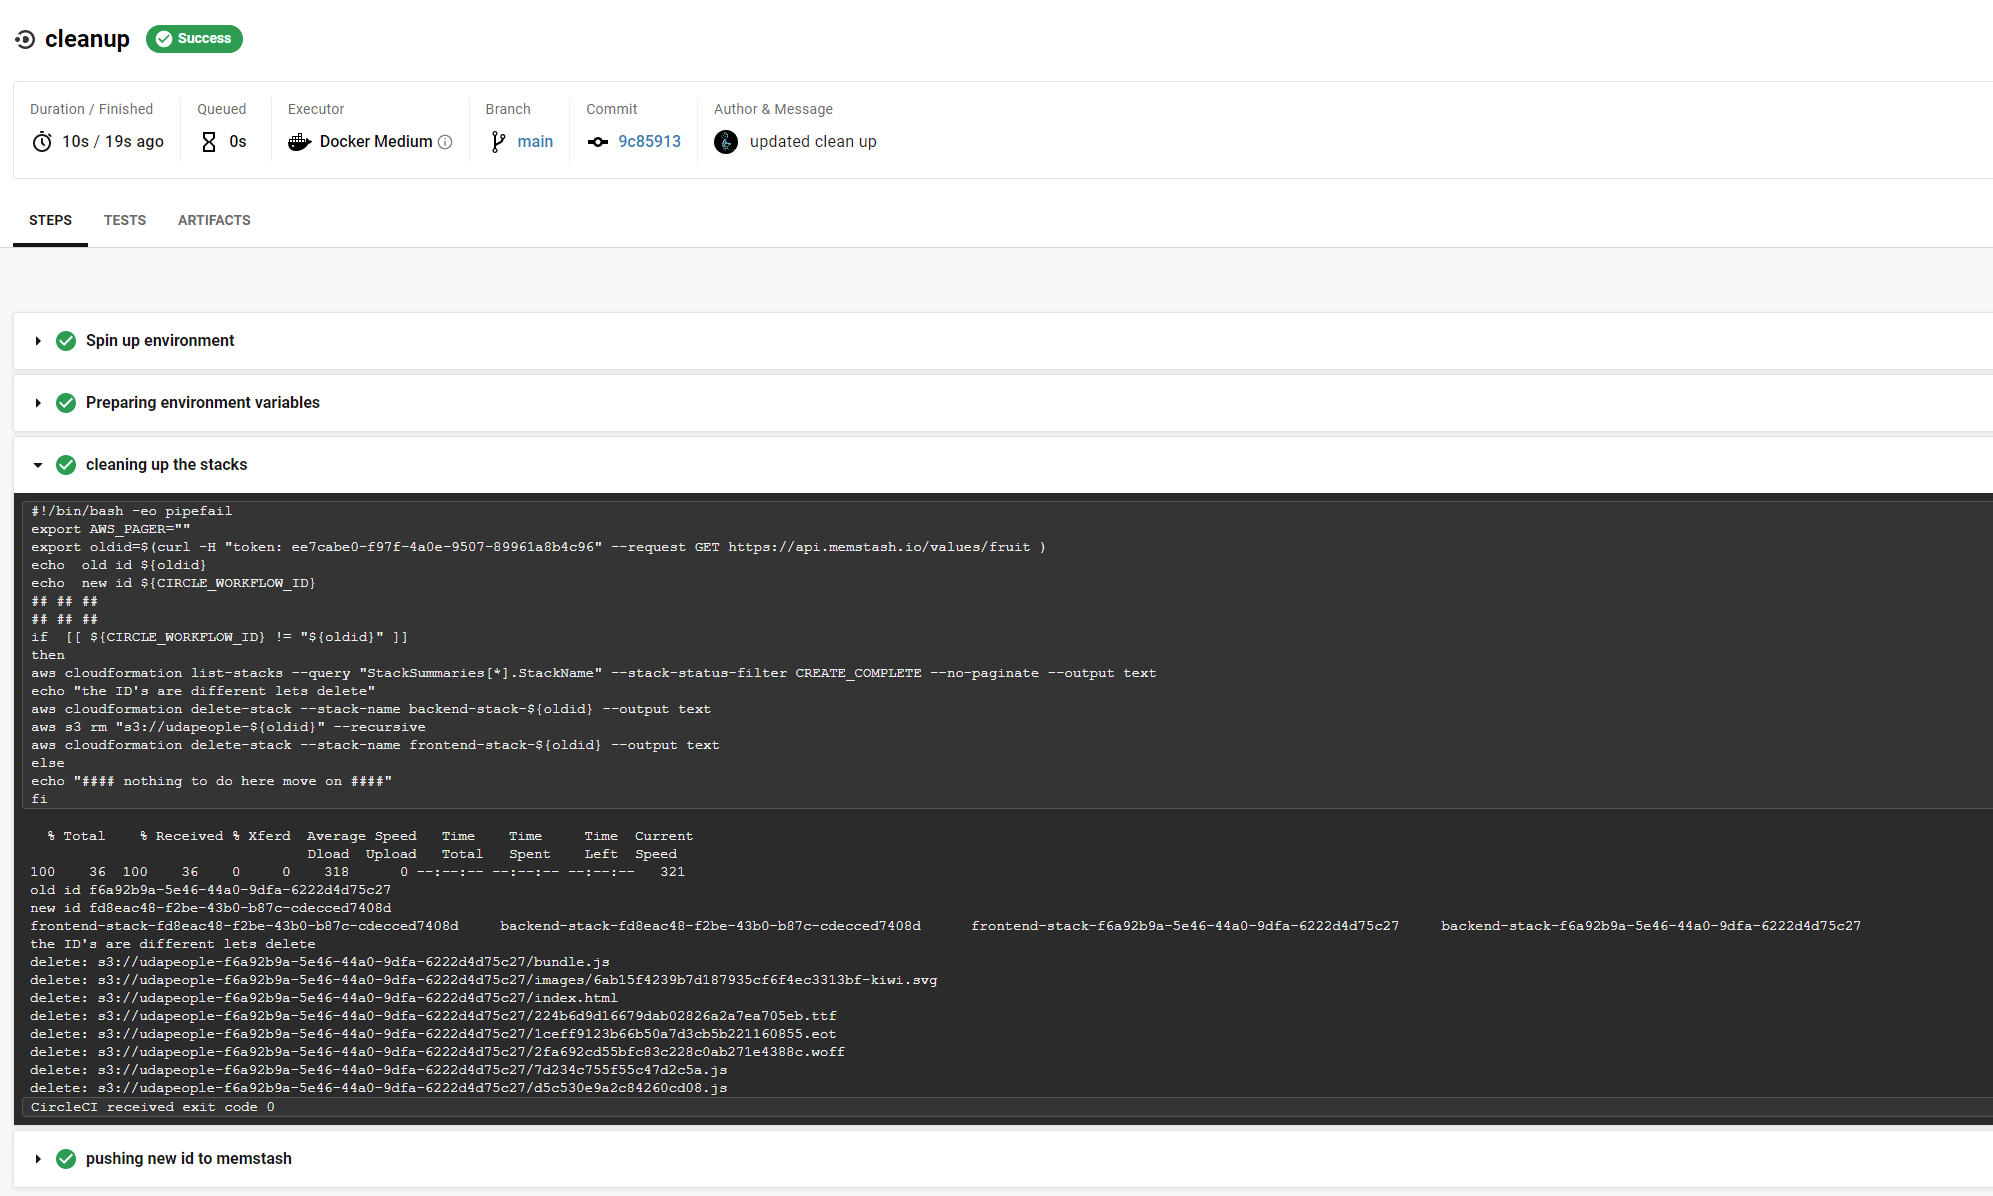 cleanup Success
Duration / Finished Queued Executor Branch Commit Author & Message
10s / 19s ago 0s Docker Medium main 9c85913 updated clean up
STEPS TESTS ARTIFACTS
Spin up environment
Preparing environment variables
cleaning up the stacks
#!/bin/bash -eo pipefail
export AWS_PAGER=""
export oldid=$(curl -H "token: ee7cabe0-f97f-4a0e-9507-89961a8b4c96" --request GET https://api.memstash.io/values/fruit )
echo  old id ${oldid}
echo  new id ${CIRCLE_WORKFLOW_ID}
## ## ##
## ## ##
if  [[ ${CIRCLE_WORKFLOW_ID} != "${oldid}" ]]
then
aws cloudformation list-stacks --query "StackSummaries[*].StackName" --stack-status-filter CREATE_COMPLETE --no-paginate --output text
echo "the ID's are different lets delete"
aws cloudformation delete-stack --stack-name backend-stack-${oldid} --output text
aws s3 rm "s3://udapeople-${oldid}" --recursive
aws cloudformation delete-stack --stack-name frontend-stack-${oldid} --output text
else
echo "#### nothing to do here move on ####"
fi
% Total    % Received % Xferd  Average Speed   Time    Time     Time  Current
Dload  Upload   Total   Spent    Left  Speed
100    36  100    36    0     0    318      0 --:--:-- --:--:-- --:--:--   321
old id f6a92b9a-5e46-44a0-9dfa-6222d4d75c27
new id fd8eac48-f2be-43b0-b87c-cdecced7408d
frontend-stack-fd8eac48-f2be-43b0-b87c-cdecced7408d     backend-stack-fd8eac48-f2be-43b0-b87c-cdecced7408d      frontend-stack-f6a92b9a-5e46-44a0-9dfa-6222d4d75c27     backend-stack-f6a92b9a-5e46-44a0-9dfa-6222d4d75c27
the ID's are different lets delete
delete: s3://udapeople-f6a92b9a-5e46-44a0-9dfa-6222d4d75c27/bundle.js
delete: s3://udapeople-f6a92b9a-5e46-44a0-9dfa-6222d4d75c27/images/6ab15f4239b7d187935cf6f4ec3313bf-kiwi.svg
delete: s3://udapeople-f6a92b9a-5e46-44a0-9dfa-6222d4d75c27/index.html
delete: s3://udapeople-f6a92b9a-5e46-44a0-9dfa-6222d4d75c27/224b6d9d16679dab02826a2a7ea705eb.ttf
delete: s3://udapeople-f6a92b9a-5e46-44a0-9dfa-6222d4d75c27/1ceff9123b66b50a7d3cb5b221160855.eot
delete: s3://udapeople-f6a92b9a-5e46-44a0-9dfa-6222d4d75c27/2fa692cd55bfc83c228c0ab271e4388c.woff
delete: s3://udapeople-f6a92b9a-5e46-44a0-9dfa-6222d4d75c27/7d234c755f55c47d2c5a.js
delete: s3://udapeople-f6a92b9a-5e46-44a0-9dfa-6222d4d75c27/d5c530e9a2c84260cd08.js
CircleCI received exit code 0
pushing new id to memstash